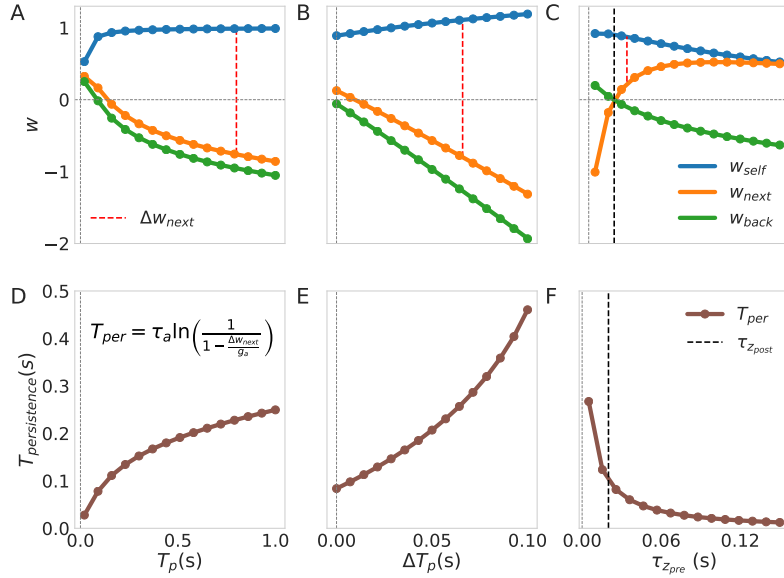 A
B
C
1
0
−1
−2
w
Δw_next
w_self
w_next
w_back
D
E
F
0.5
0.4
0.3
0.2
0.1
0.0
T_persistence(s)
T_per = τ_a ln(1 / (1 − Δw_next / g_a))
T_per
τ_z_post
0.0 0.5 1.0
0.00 0.05 0.10
0.00 0.06 0.12
T_p(s)
ΔT_p(s)
τ_z_pre (s)